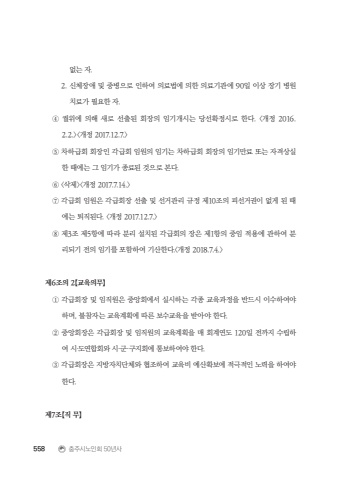 없는 자.
2. 신체장애 및 중병으로 인하여 의료법에 의한 의료기관에 90일 이상 장기 병원
치료가 필요한 자.
④ 궐위에 의해 새로 선출된 회장의 임기개시는 당선확정시로 한다. <개정 2016.
2.2.><개정 2017.12.7.>
⑤ 차하급회 회장인 각급회 임원의 임기는 차하급회 회장의 임기만료 또는 자격상실
한 때에는 그 임기가 종료된 것으로 본다.
⑥ <삭제><개정 2017.7.14.>
⑦ 각급회 임원은 각급회장 선출 및 선거관리 규정 제10조의 피선거권이 없게 된 때
에는 퇴직된다. <개정 2017.12.7.>
⑧ 제3조 제5항에 따라 분리 설치된 각급회의 장은 제1항의 중임 적용에 관하여 분
리되기 전의 임기를 포함하여 기산한다.<개정 2018.7.4.>
제6조의 2【교육의무】
① 각급회장 및 임직원은 중앙회에서 실시하는 각종 교육과정을 반드시 이수하여야
하며, 불참자는 교육계획에 따른 보수교육을 받아야 한다.
② 중앙회장은 각급회장 및 임직원의 교육계획을 매 회계연도 120일 전까지 수립하
여 시·도연합회와 시·군·구지회에 통보하여야 한다.
③ 각급회장은 지방자치단체와 협조하여 교육비 예산확보에 적극적인 노력을 하여야
한다.
제7조【직 무】
558 충주시노인회 50년사